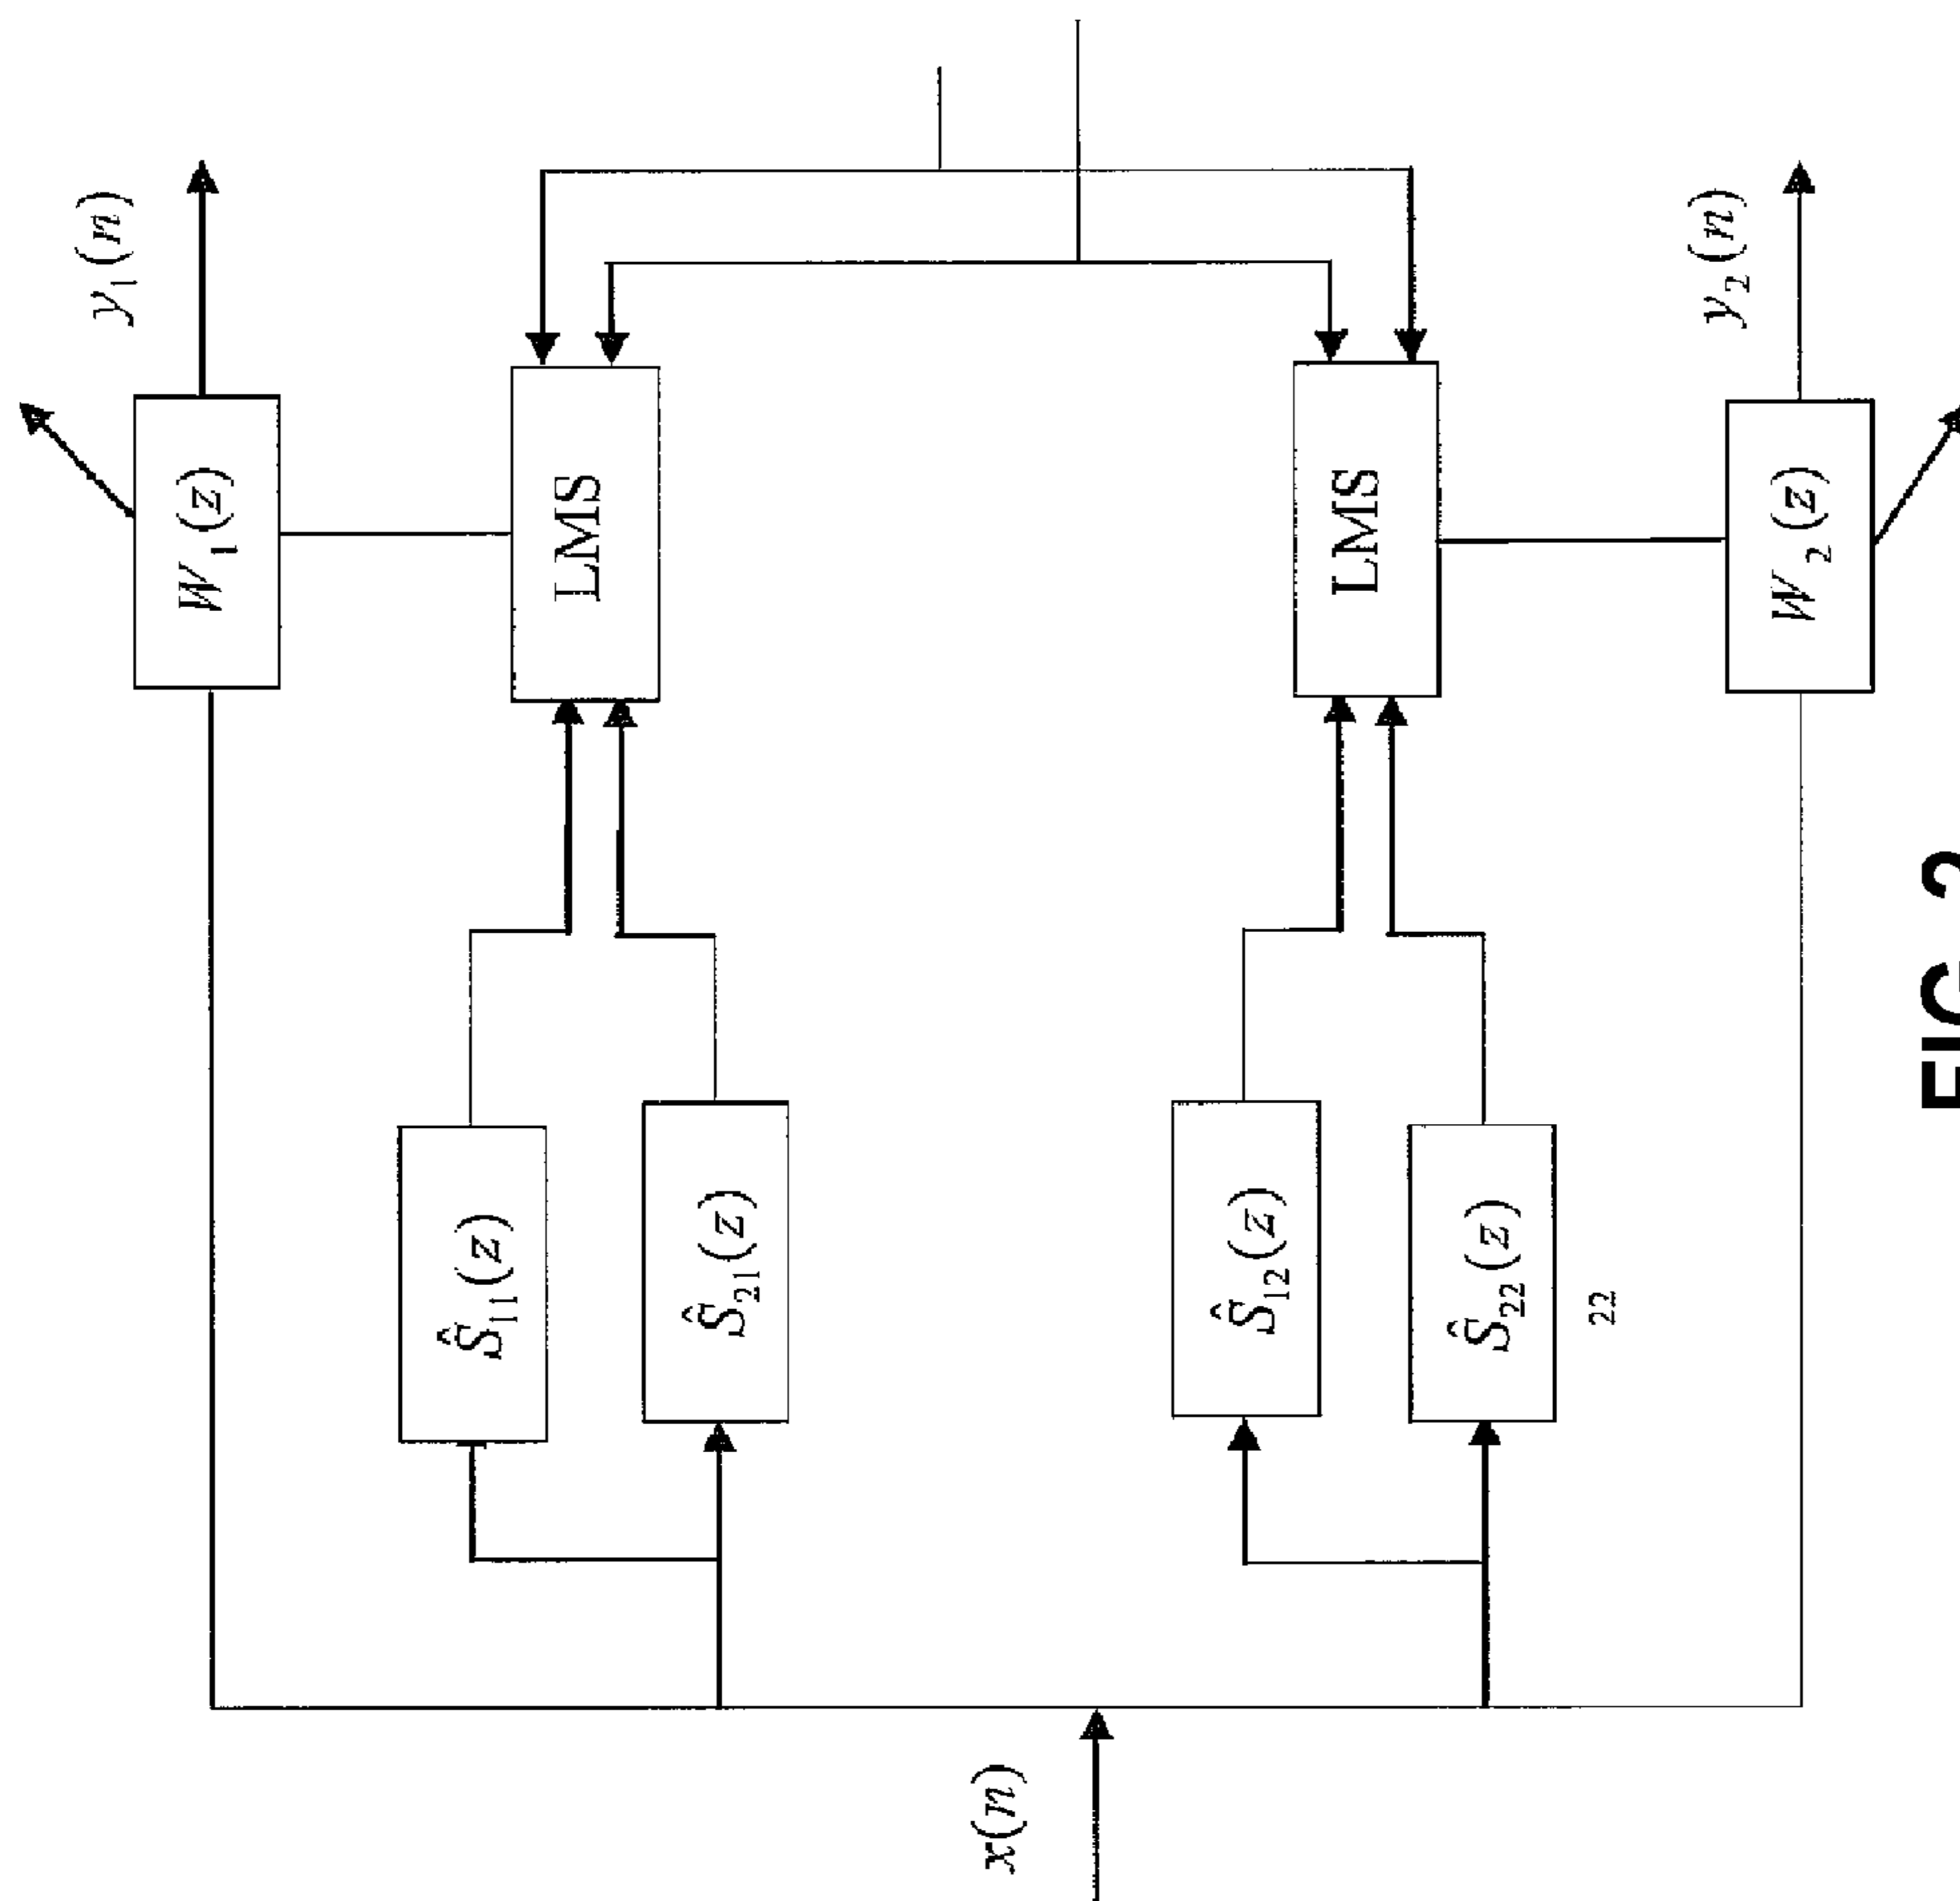 y₁(n)
W₁(z)
LMS
Ŝ₁₁(z)
Ŝ₂₁(z)
x(n)
LMS
Ŝ₁₂(z)
Ŝ₂₂(z)
22
y₂(n)
W₂(z)